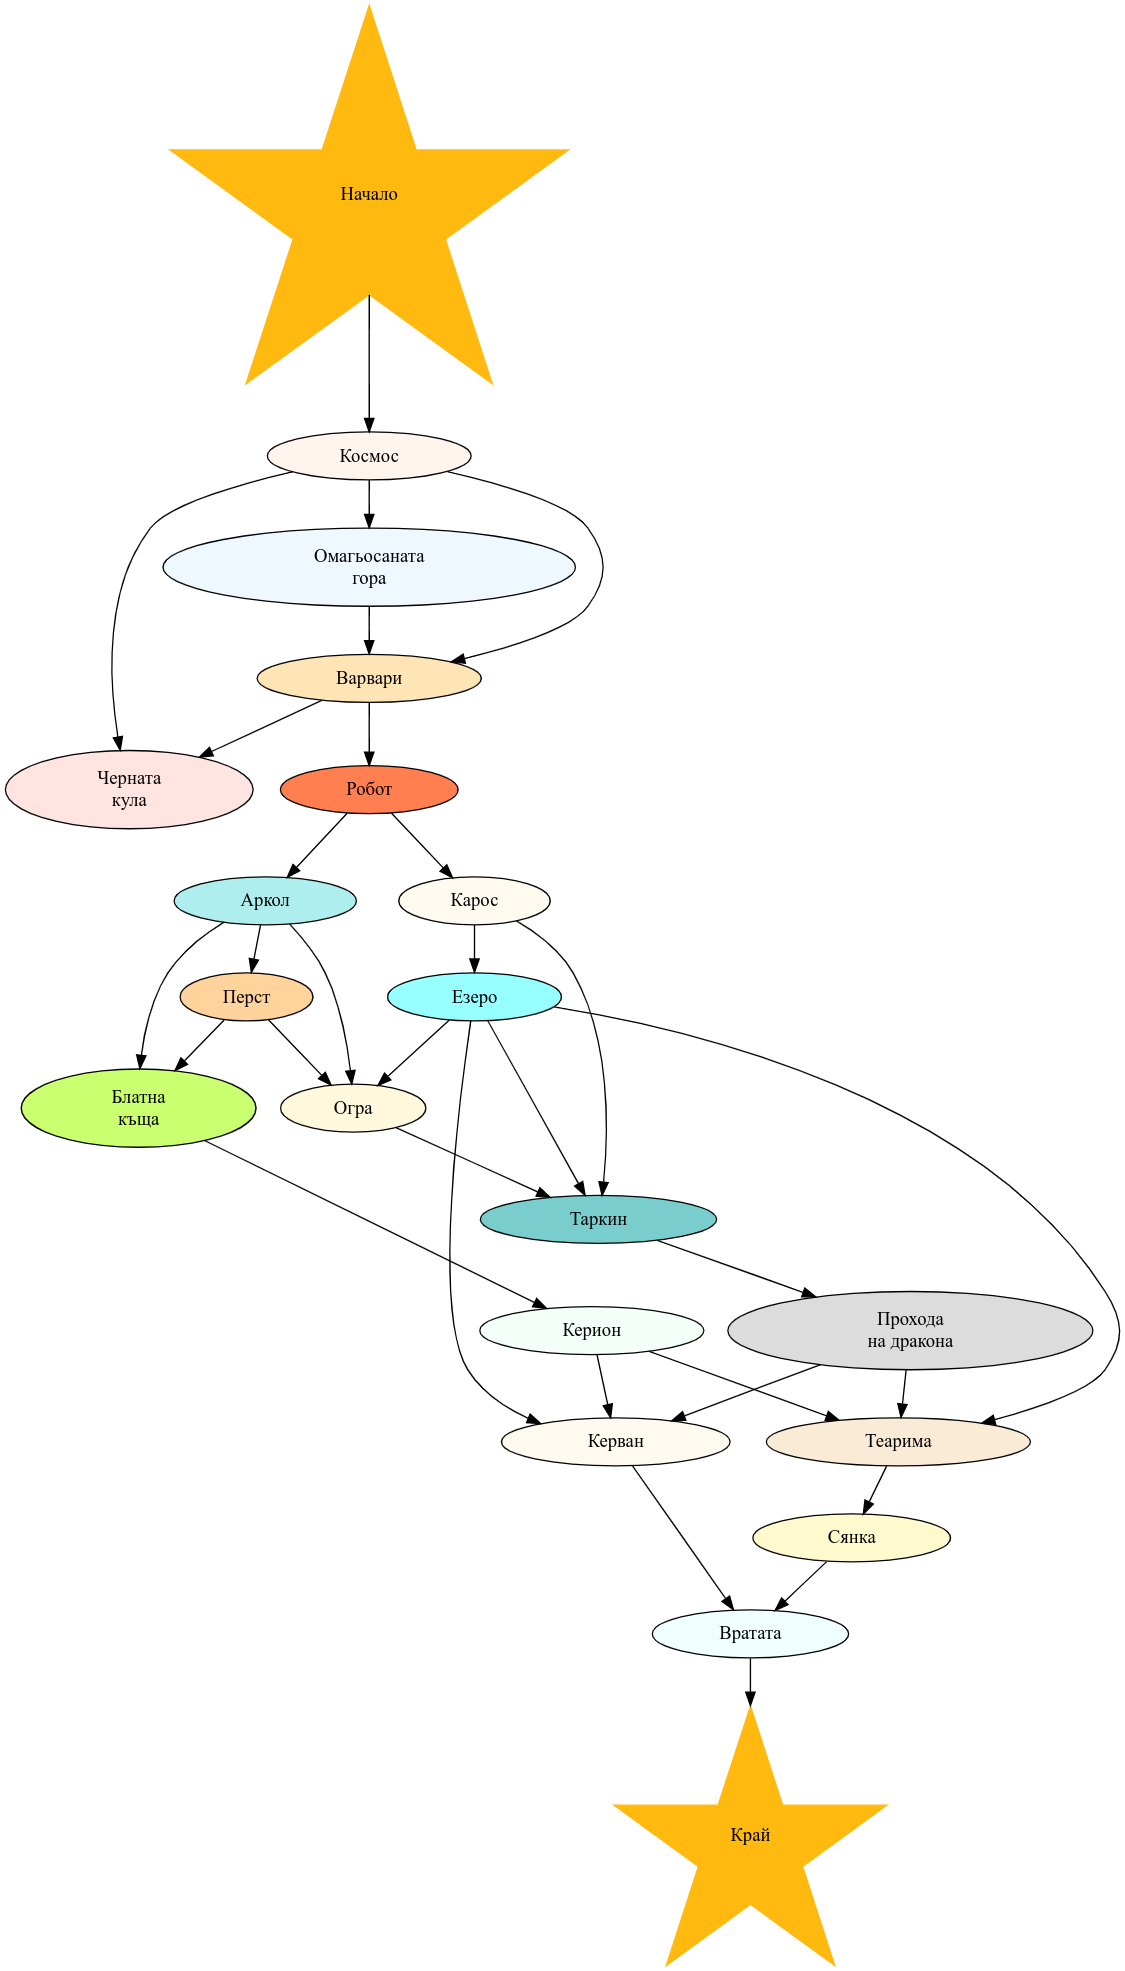 Начало
Космос
Омагьосаната
гора
Варвари
Черната
кула
Робот
Аркол
Карос
Перст
Езеро
Блатна
къща
Огра
Таркин
Керион
Прохода
на дракона
Керван
Теарима
Сянка
Вратата
Край